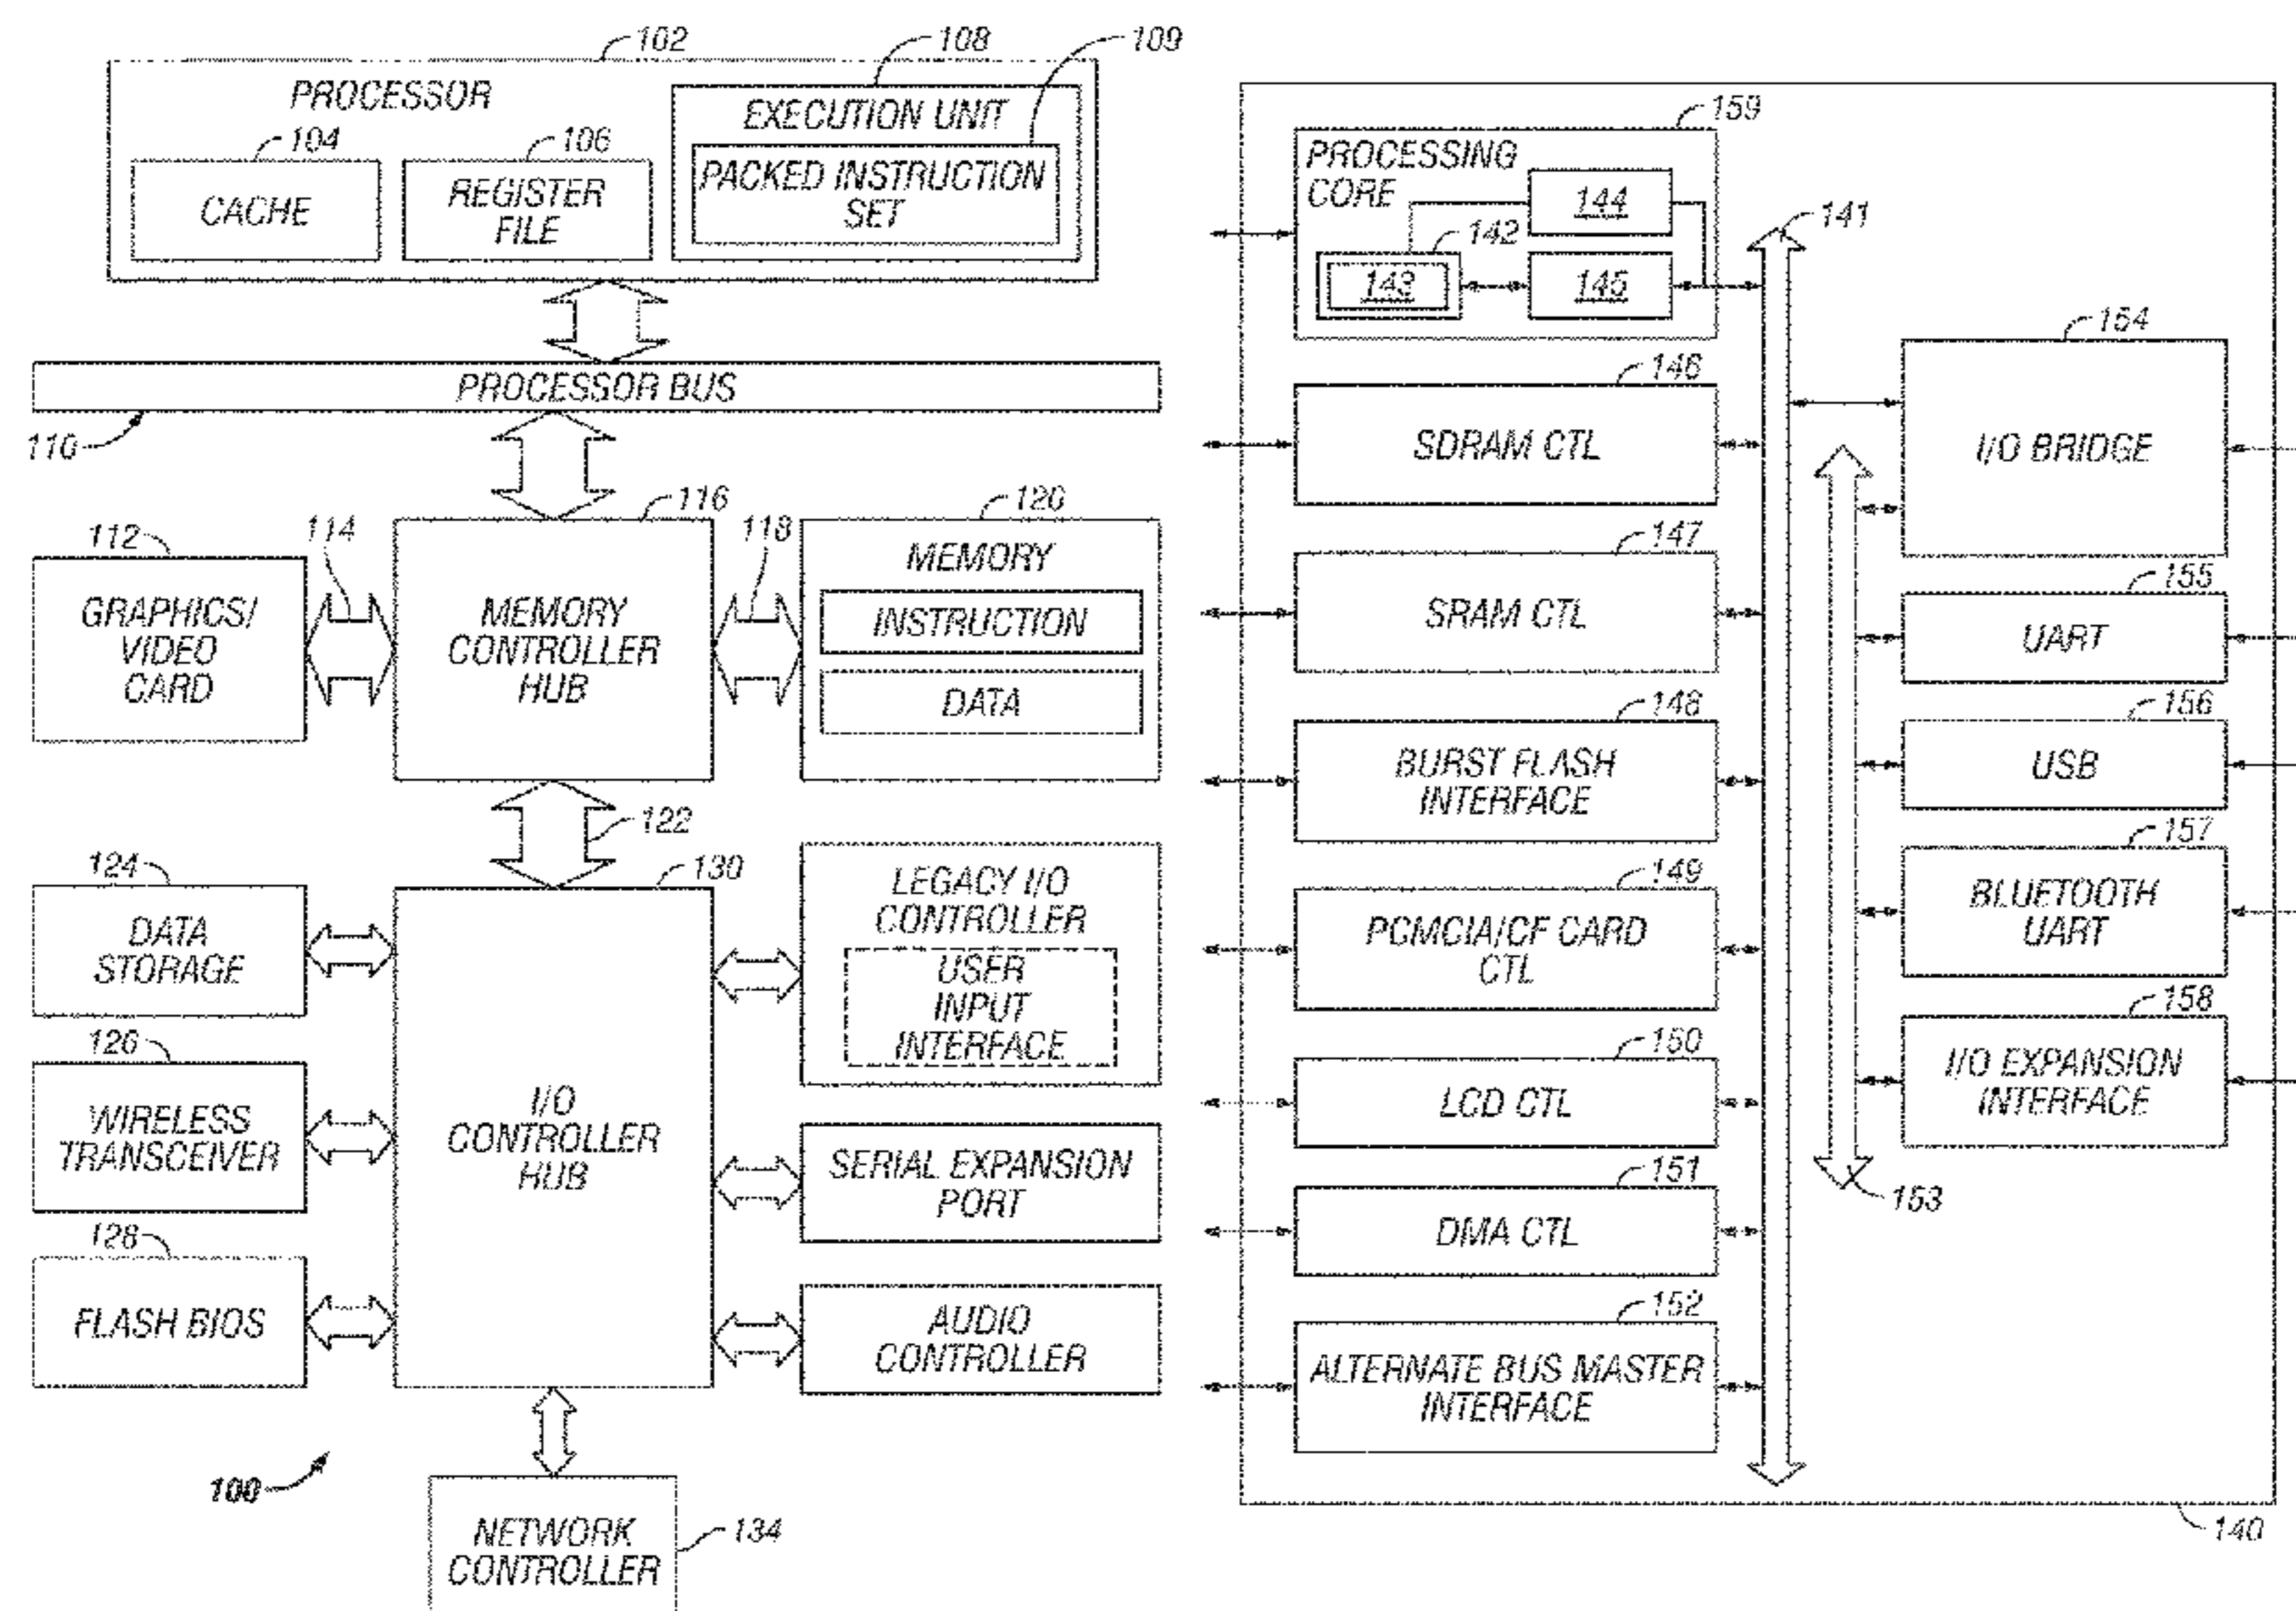 102
108
109
PROCESSOR
EXECUTION UNIT
104
106
PACKED INSTRUCTION
SET
CACHE
REGISTER
FILE
PROCESSOR BUS
110
112
114
116
118
120
GRAPHICS/
VIDEO
CARD
MEMORY
CONTROLLER
HUB
MEMORY
INSTRUCTION
DATA
122
124
130
DATA
STORAGE
LEGACY I/O
CONTROLLER
USER
INPUT
INTERFACE
126
WIRELESS
TRANSCEIVER
I/O
CONTROLLER
HUB
SERIAL EXPANSION
PORT
128
FLASH BIOS
AUDIO
CONTROLLER
100
NETWORK
CONTROLLER
134
159
PROCESSING
CORE
144
142
143
145
141
146
SDRAM CTL
147
SRAM CTL
148
BURST FLASH
INTERFACE
149
PCMCIA/CF CARD
CTL
150
LCD CTL
151
DMA CTL
152
ALTERNATE BUS MASTER
INTERFACE
154
I/O BRIDGE
155
UART
156
USB
157
BLUETOOTH
UART
158
I/O EXPANSION
INTERFACE
153
140